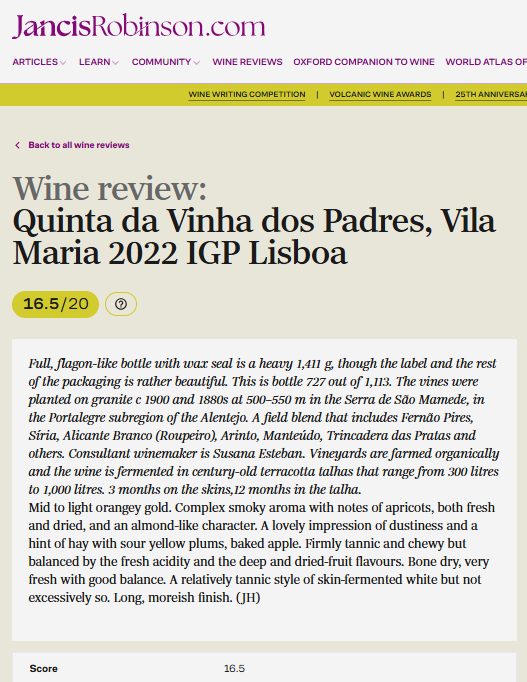 JancisRobinson.com
ARTICLES LEARN COMMUNITY WINE REVIEWS OXFORD COMPANION TO WINE WORLD ATLAS OF
WINE WRITING COMPETITION | VOLCANIC WINE AWARDS | 25TH ANNIVERSAR
Back to all wine reviews
Wine review:
Quinta da Vinha dos Padres, Vila
Maria 2022 IGP Lisboa
16.5/20 ?
Full, flagon-like bottle with wax seal is a heavy 1,411 g, though the label and the rest
of the packaging is rather beautiful. This is bottle 727 out of 1,113. The vines were
planted on granite c 1900 and 1880s at 500–550 m in the Serra de São Mamede, in
the Portalegre subregion of the Alentejo. A field blend that includes Fernão Pires,
Síria, Alicante Branco (Roupeiro), Arinto, Manteúdo, Trincadera das Pratas and
others. Consultant winemaker is Susana Esteban. Vineyards are farmed organically
and the wine is fermented in century-old terracotta talhas that range from 300 litres
to 1,000 litres. 3 months on the skins,12 months in the talha.
Mid to light orangey gold. Complex smoky aroma with notes of apricots, both fresh
and dried, and an almond-like character. A lovely impression of dustiness and a
hint of hay with sour yellow plums, baked apple. Firmly tannic and chewy but
balanced by the fresh acidity and the deep and dried-fruit flavours. Bone dry, very
fresh with good balance. A relatively tannic style of skin-fermented white but not
excessively so. Long, moreish finish. (JH)
Score 16.5